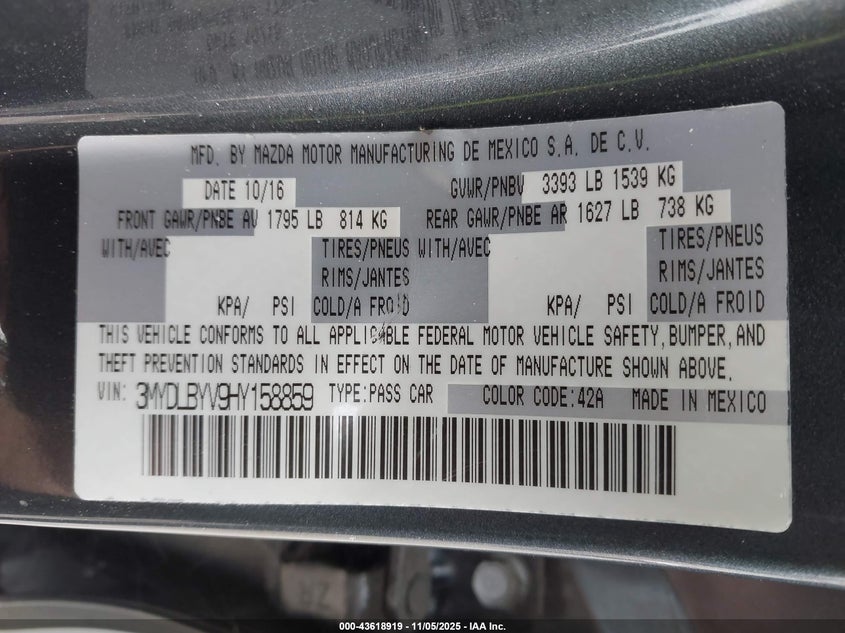 MFD. BY MAZDA MOTOR MANUFACTURING DE MEXICO S.A. DE C.V.
DATE 10/16 GVWR/PNBV 3393 LB 1539 KG
FRONT GAWR/PNBE AV 1795 LB 814 KG REAR GAWR/PNBE AR 1627 LB 738 KG
WITH/AVEC TIRES/PNEUS WITH/AVEC TIRES/PNEUS
RIMS/JANTES RIMS/JANTES
KPA/ PSI COLD/A FROID KPA/ PSI COLD/A FROID
THIS VEHICLE CONFORMS TO ALL APPLICABLE FEDERAL MOTOR VEHICLE SAFETY, BUMPER, AND
THEFT PREVENTION STANDARDS IN EFFECT ON THE DATE OF MANUFACTURE SHOWN ABOVE.
VIN: 3MYDLBYV9HY158859 TYPE:PASS CAR COLOR CODE:42A MADE IN MEXICO
000-43618919 - 11/05/2025 - IAA Inc.